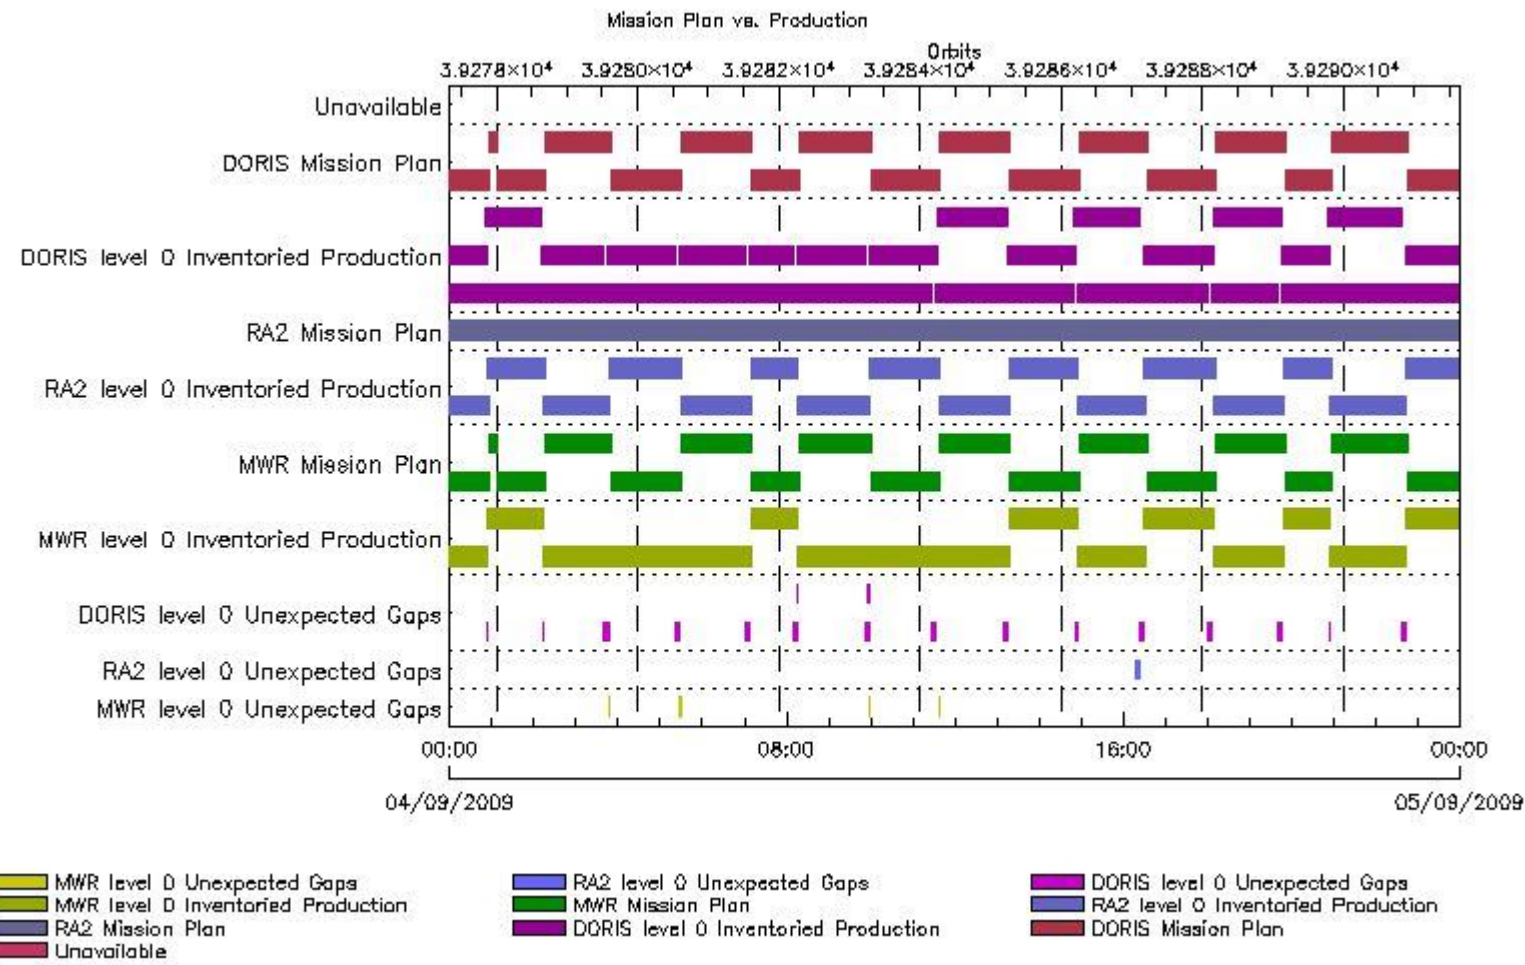 Mission Plan vs. Production
Orbits
3.9278×10⁴ 3.9280×10⁴ 3.9282×10⁴ 3.9284×10⁴ 3.9286×10⁴ 3.9288×10⁴ 3.9290×10⁴
Unavailable
DORIS Mission Plan
DORIS level 0 Inventoried Production
RA2 Mission Plan
RA2 level 0 Inventoried Production
MWR Mission Plan
MWR level 0 Inventoried Production
DORIS level 0 Unexpected Gaps
RA2 level 0 Unexpected Gaps
MWR level 0 Unexpected Gaps
00:00 08:00 16:00 00:00
04/09/2009 05/09/2009
MWR level 0 Unexpected Gaps RA2 level 0 Unexpected Gaps DORIS level 0 Unexpected Gaps
MWR level 0 Inventoried Production MWR Mission Plan RA2 level 0 Inventoried Production
RA2 Mission Plan DORIS level 0 Inventoried Production DORIS Mission Plan
Unavailable